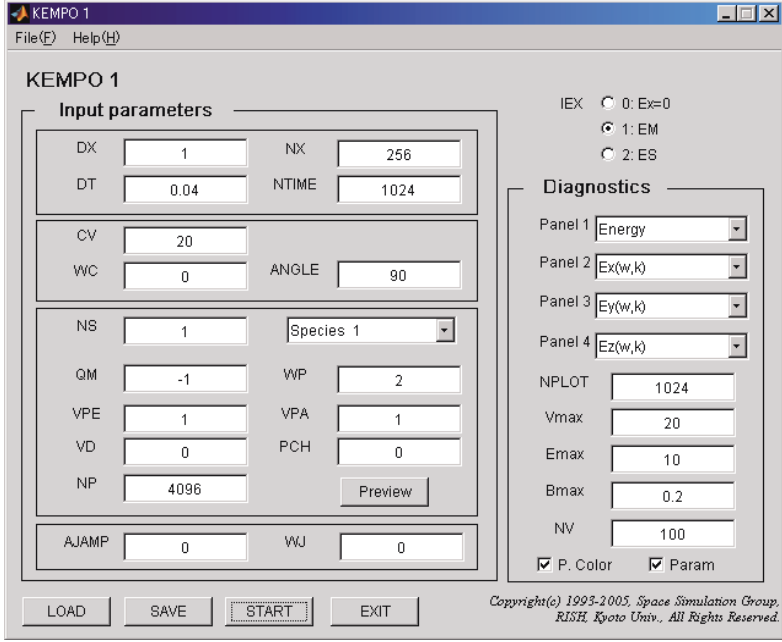 KEMPO 1
File(F) Help(H)
KEMPO 1
Input parameters
DX 1 NX 256
DT 0.04 NTIME 1024
CV 20
WC 0 ANGLE 90
NS 1 Species 1
QM -1 WP 2
VPE 1 VPA 1
VD 0 PCH 0
NP 4096 Preview
AJAMP 0 WJ 0
IEX 0: Ex=0
1: EM
2: ES
Diagnostics
Panel 1 Energy
Panel 2 Ex(w,k)
Panel 3 Ey(w,k)
Panel 4 Ez(w,k)
NPLOT 1024
Vmax 20
Emax 10
Bmax 0.2
NV 100
P. Color Param
LOAD SAVE START EXIT
Copyright(c) 1993-2005, Space Simulation Group,
RISH, Kyoto Univ., All Rights Reserved.